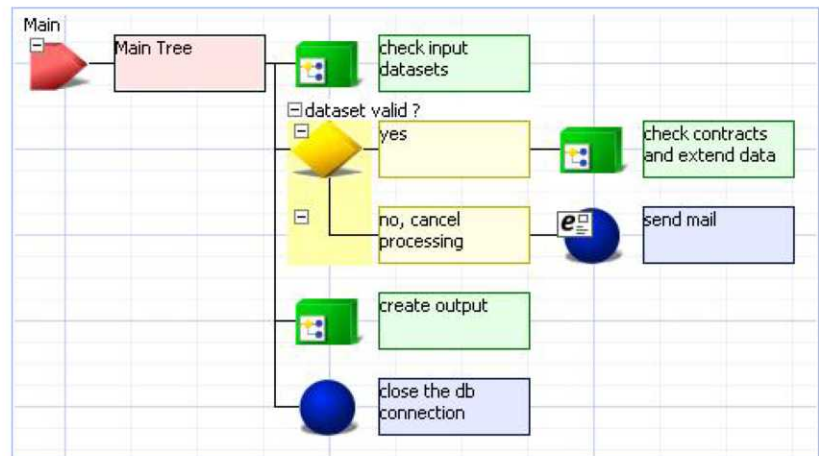 Main
Main Tree
check input
datasets
dataset valid ?
yes
check contracts
and extend data
no, cancel
processing
e
send mail
create output
close the db
connection